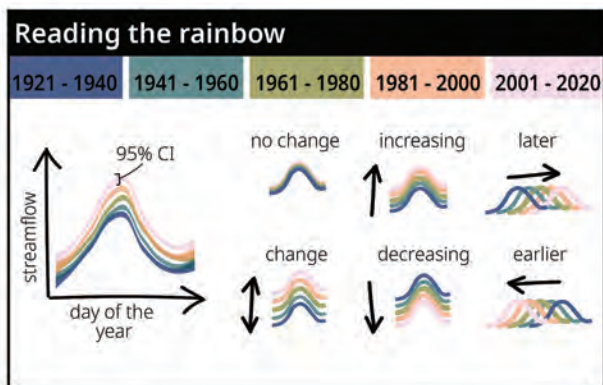 Reading the rainbow
1921 - 1940 1941 - 1960 1961 - 1980 1981 - 2000 2001 - 2020
95% CI
streamflow
day of the
year
no change
increasing
later
change
decreasing
earlier